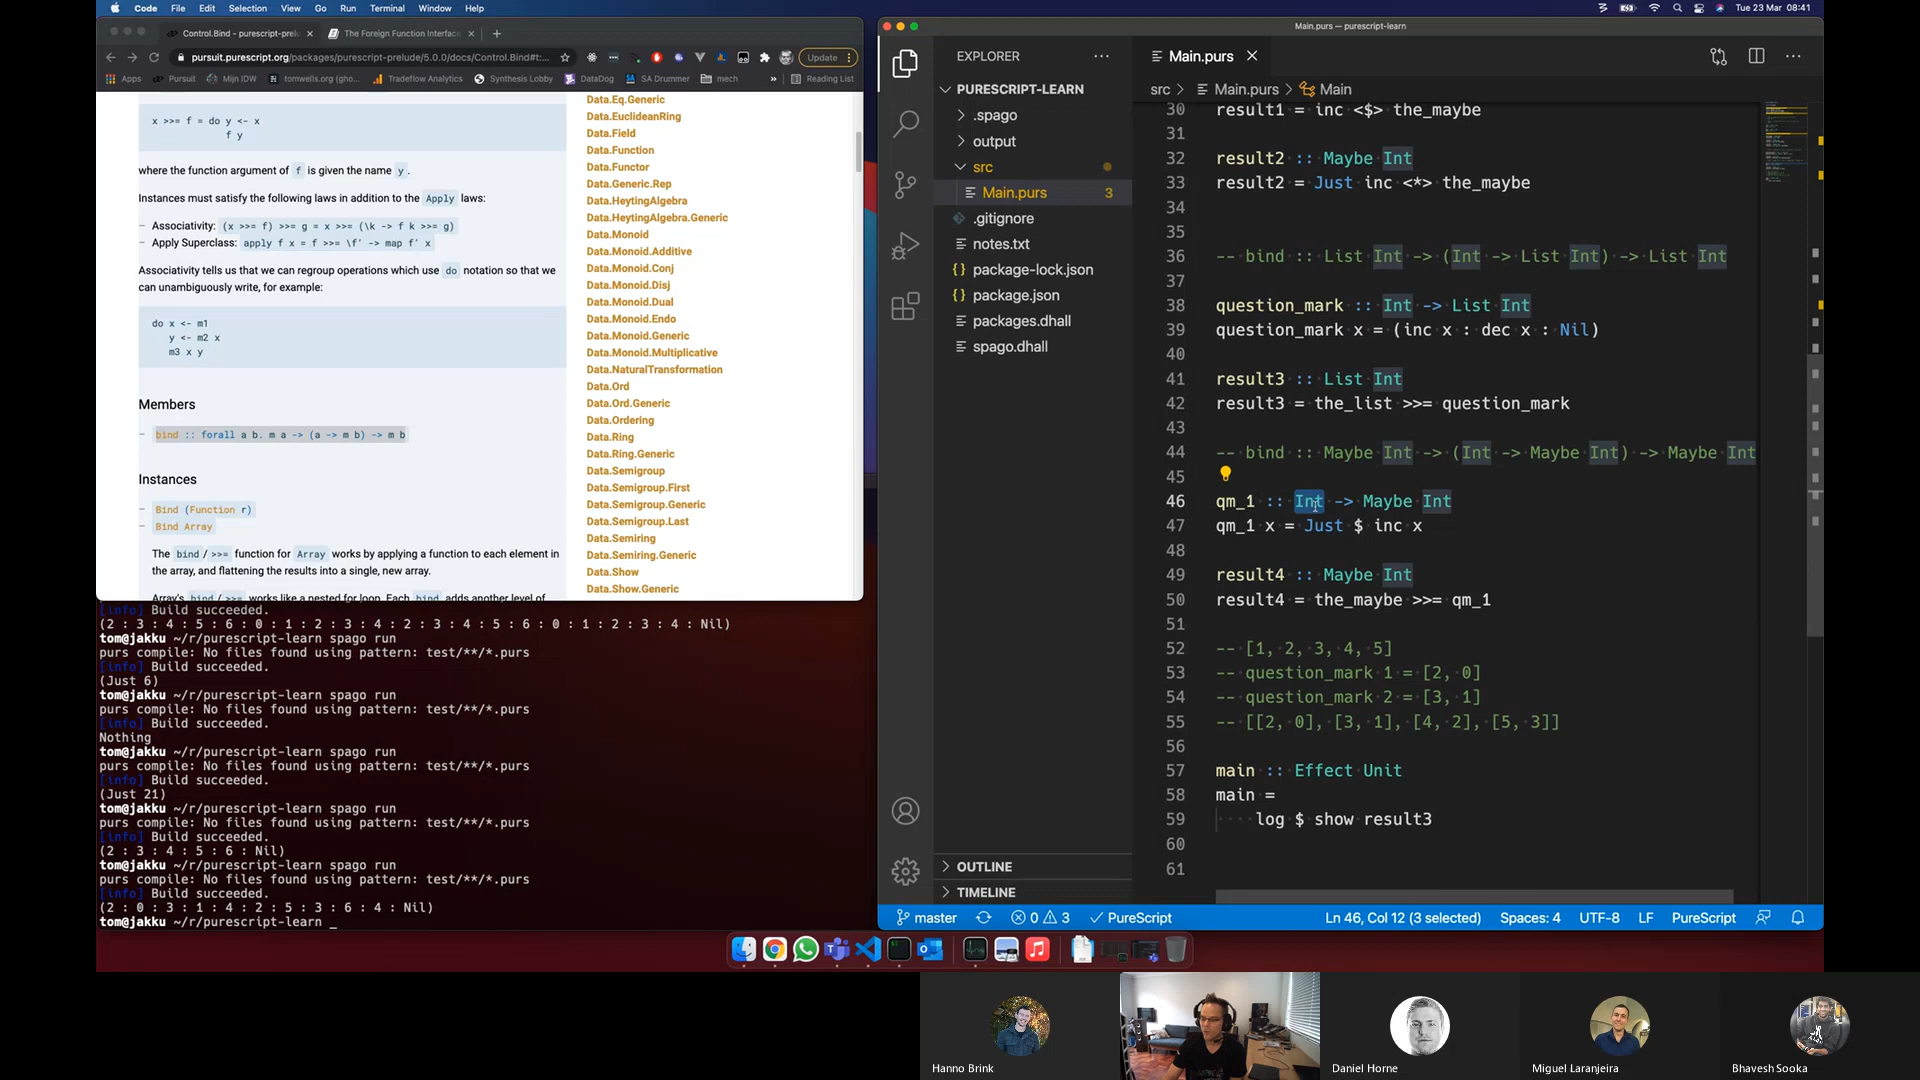 Code File Edit Selection View Go Run Terminal Window Help
Tue 23 Mar 08:41
Control.Bind - purescript-prel
The Foreign Function Interface
pursuit.purescript.org/packages/purescript-prelude/5.0.0/docs/Control.Bind#t:...
Update
Apps Pursuit Mijn IDW tomwells.org (gho... Tradeflow Analytics Synthesis Lobby DataDog SA Drummer mech » Reading List
x >>= f = do y <- x
f y
where the function argument of f is given the name y.
Instances must satisfy the following laws in addition to the Apply laws:
– Associativity: (x >>= f) >>= g = x >>= (\k -> f k >>= g)
– Apply Superclass: apply f x = f >>= \f' -> map f' x
Associativity tells us that we can regroup operations which use do notation so that we
can unambiguously write, for example:
do x <- m1
y <- m2 x
m3 x y
Members
– bind :: forall a b. m a -> (a -> m b) -> m b
Instances
– Bind (Function r)
– Bind Array
The bind / >>= function for Array works by applying a function to each element in
the array, and flattening the results into a single, new array.
Array's bind / >>= works like a nested for loop. Each bind adds another level of
Data.Eq.Generic
Data.EuclideanRing
Data.Field
Data.Function
Data.Functor
Data.Generic.Rep
Data.HeytingAlgebra
Data.HeytingAlgebra.Generic
Data.Monoid
Data.Monoid.Additive
Data.Monoid.Conj
Data.Monoid.Disj
Data.Monoid.Dual
Data.Monoid.Endo
Data.Monoid.Generic
Data.Monoid.Multiplicative
Data.NaturalTransformation
Data.Ord
Data.Ord.Generic
Data.Ordering
Data.Ring
Data.Ring.Generic
Data.Semigroup
Data.Semigroup.First
Data.Semigroup.Generic
Data.Semigroup.Last
Data.Semiring
Data.Semiring.Generic
Data.Show
Data.Show.Generic
[info] Build succeeded.
(2 : 3 : 4 : 5 : 6 : 0 : 1 : 2 : 3 : 4 : 2 : 3 : 4 : 5 : 6 : 0 : 1 : 2 : 3 : 4 : Nil)
tom@jakku ~/r/purescript-learn spago run
purs compile: No files found using pattern: test/**/*.purs
[info] Build succeeded.
(Just 6)
tom@jakku ~/r/purescript-learn spago run
purs compile: No files found using pattern: test/**/*.purs
[info] Build succeeded.
Nothing
tom@jakku ~/r/purescript-learn spago run
purs compile: No files found using pattern: test/**/*.purs
[info] Build succeeded.
(Just 21)
tom@jakku ~/r/purescript-learn spago run
purs compile: No files found using pattern: test/**/*.purs
[info] Build succeeded.
(2 : 3 : 4 : 5 : 6 : Nil)
tom@jakku ~/r/purescript-learn spago run
purs compile: No files found using pattern: test/**/*.purs
[info] Build succeeded.
(2 : 0 : 3 : 1 : 4 : 2 : 5 : 3 : 6 : 4 : Nil)
tom@jakku ~/r/purescript-learn _
Main.purs — purescript-learn
EXPLORER ···
PURESCRIPT-LEARN
.spago
output
src
Main.purs 3
.gitignore
notes.txt
package-lock.json
package.json
packages.dhall
spago.dhall
OUTLINE
TIMELINE
Main.purs
src > Main.purs > Main
30 result1 = inc <$> the_maybe
31
32 result2 :: Maybe Int
33 result2 = Just inc <*> the_maybe
34
35
36 -- bind :: List Int -> (Int -> List Int) -> List Int
37
38 question_mark :: Int -> List Int
39 question_mark x = (inc x : dec x : Nil)
40
41 result3 :: List Int
42 result3 = the_list >>= question_mark
43
44 -- bind :: Maybe Int -> (Int -> Maybe Int) -> Maybe Int
45
46 qm_1 :: Int -> Maybe Int
47 qm_1 x = Just $ inc x
48
49 result4 :: Maybe Int
50 result4 = the_maybe >>= qm_1
51
52 -- [1, 2, 3, 4, 5]
53 -- question_mark 1 = [2, 0]
54 -- question_mark 2 = [3, 1]
55 -- [[2, 0], [3, 1], [4, 2], [5, 3]]
56
57 main :: Effect Unit
58 main =
59 log $ show result3
60
61
master 0 3 PureScript Ln 46, Col 12 (3 selected) Spaces: 4 UTF-8 LF PureScript
Hanno Brink
Daniel Horne
Miguel Laranjeira
Bhavesh Sooka